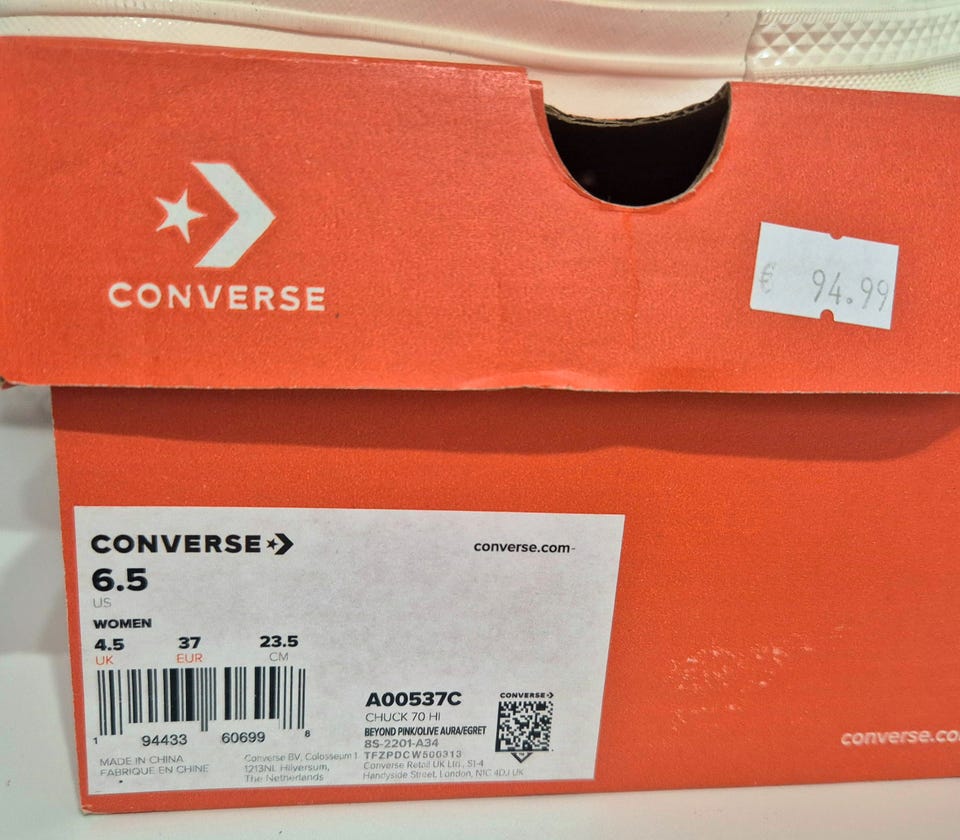 CONVERSE
€ 94.99
CONVERSE
converse.com
6.5
US
WOMEN
4.5 37 23.5
UK EUR CM
1 94433 60699 8
MADE IN CHINA
FABRIQUE EN CHINE
Converse BV, Colosseum 1
1213NL Hilversum,
The Netherlands
A00537C
CHUCK 70 HI
BEYOND PINK/OLIVE AURA/EGRET
8S-2201-A34
TFZPDCW500313
Converse Retail UK Ltd., S1-4
Handyside Street, London, N1C 4DJ UK
CONVERSE
converse.co